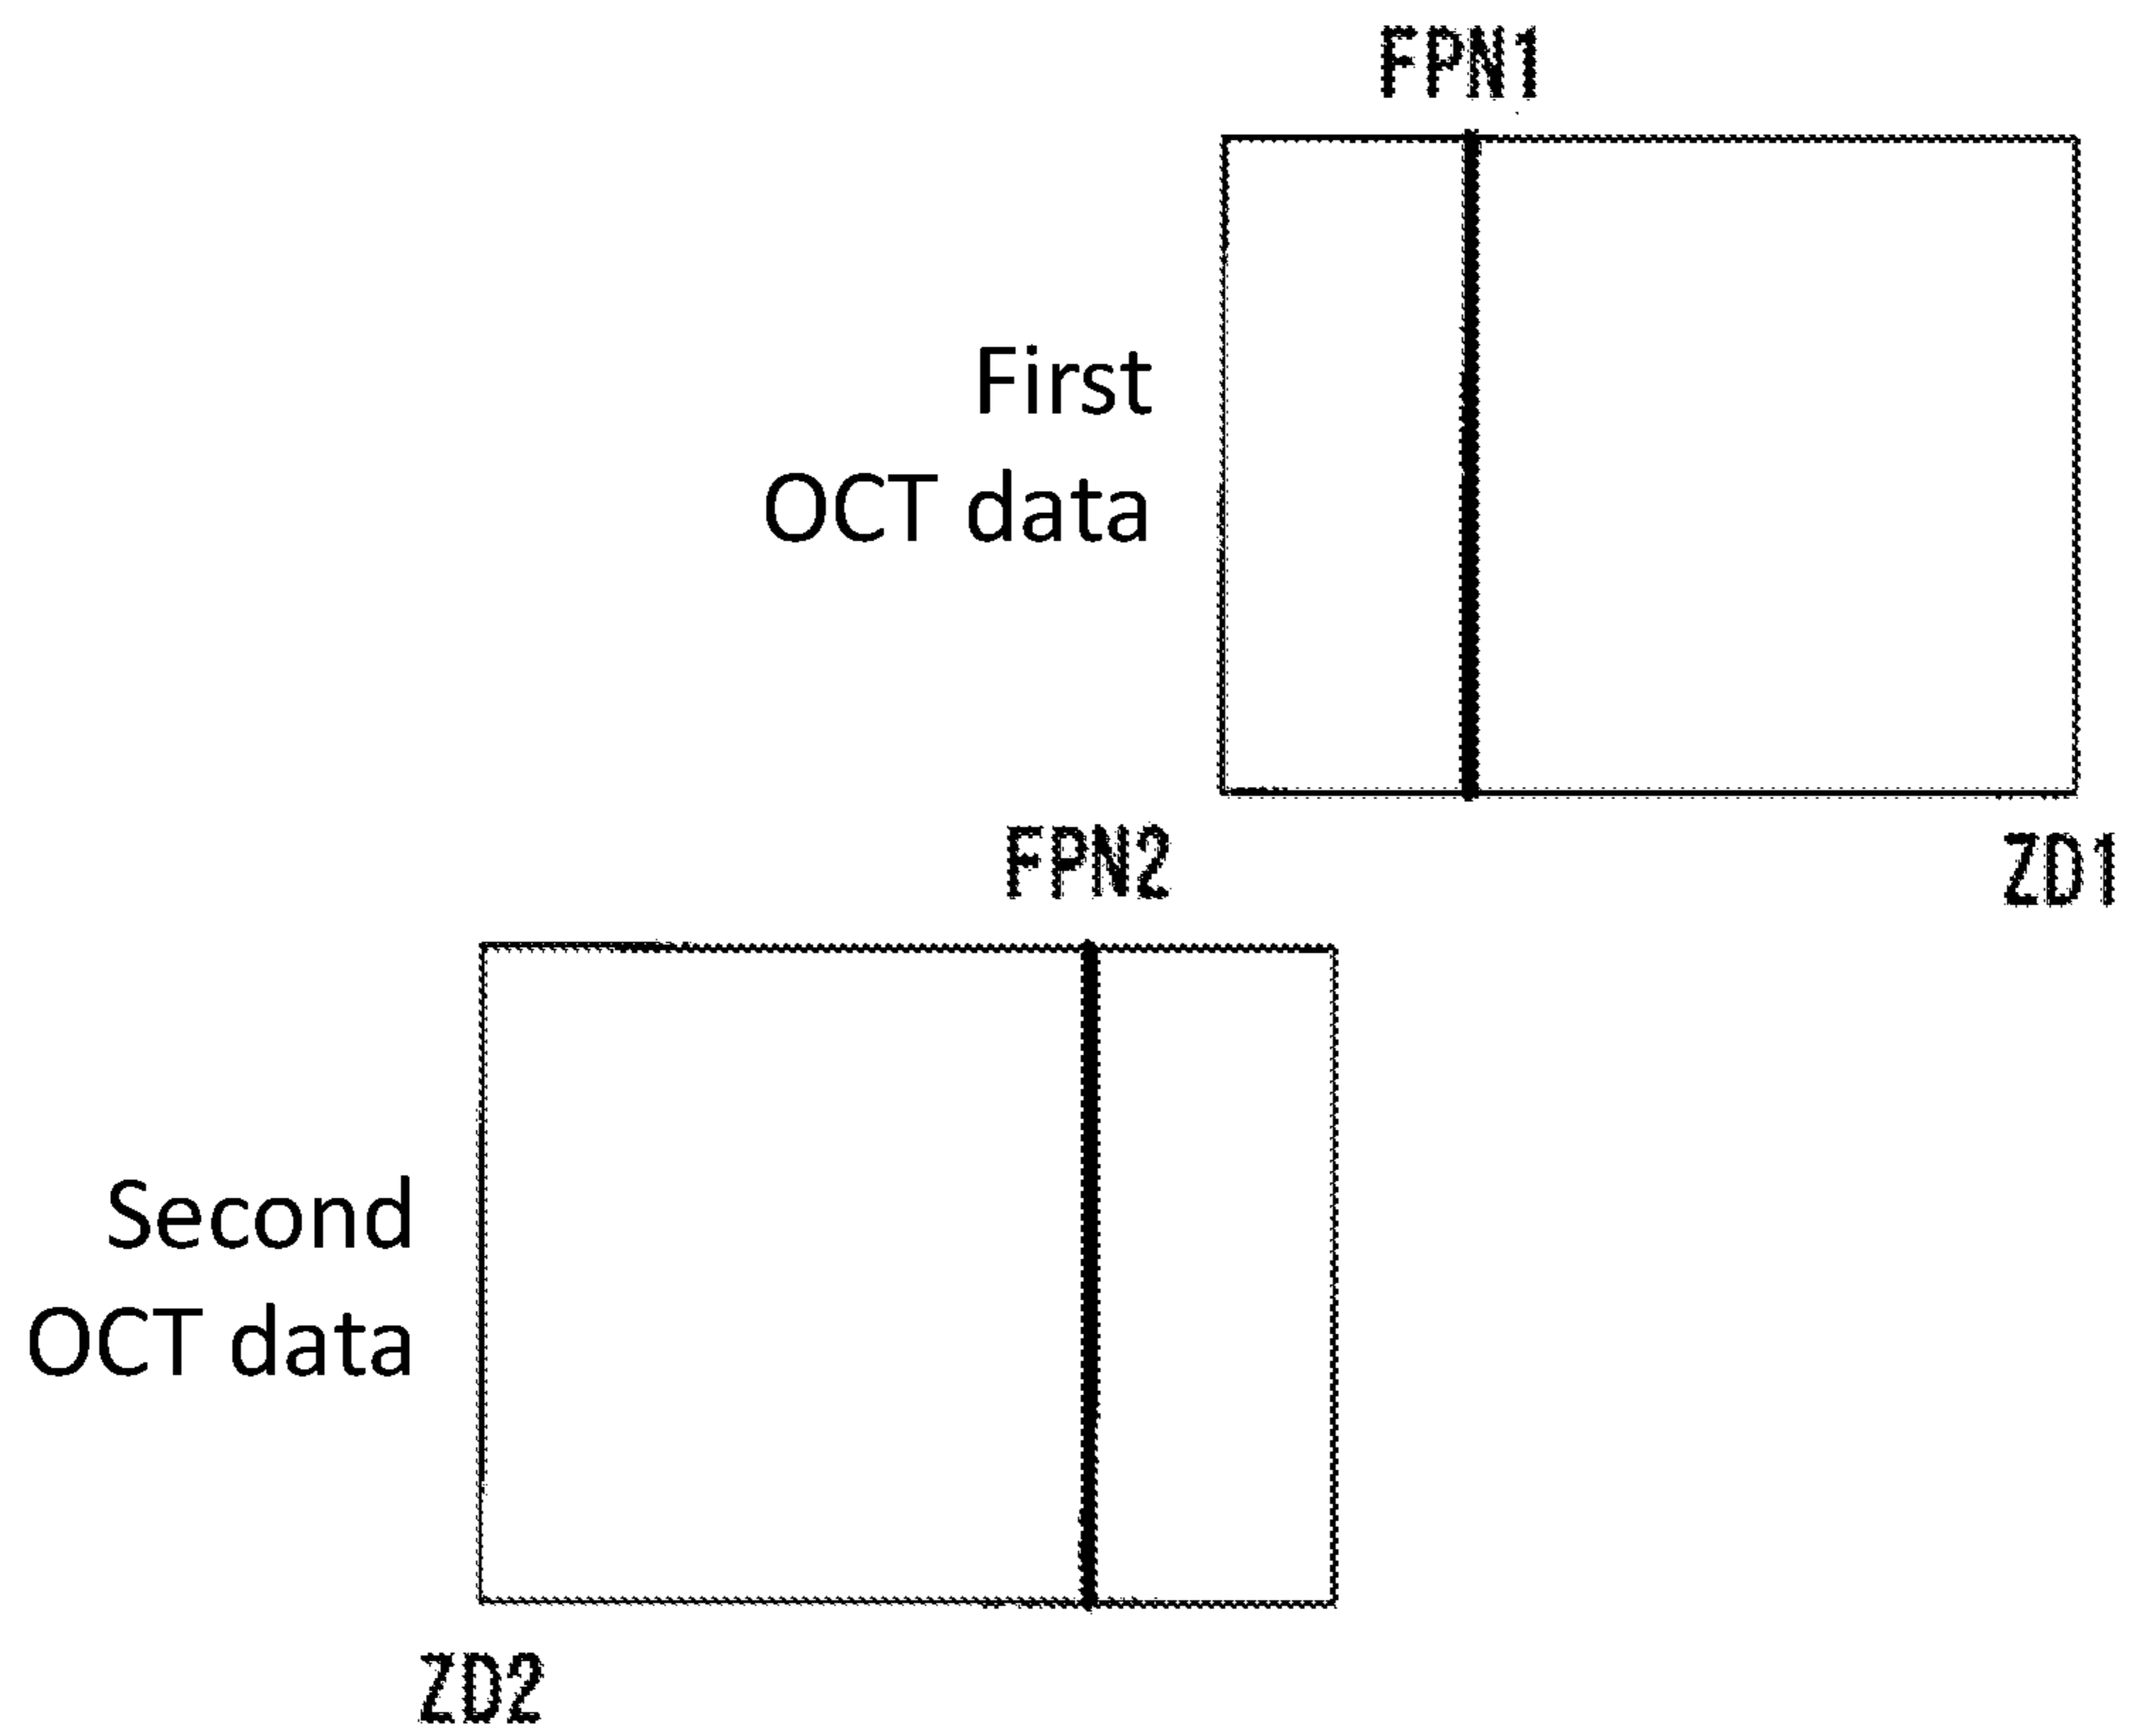 FPN1
First
OCT data
ZD1
FPN2
Second
OCT data
ZD2